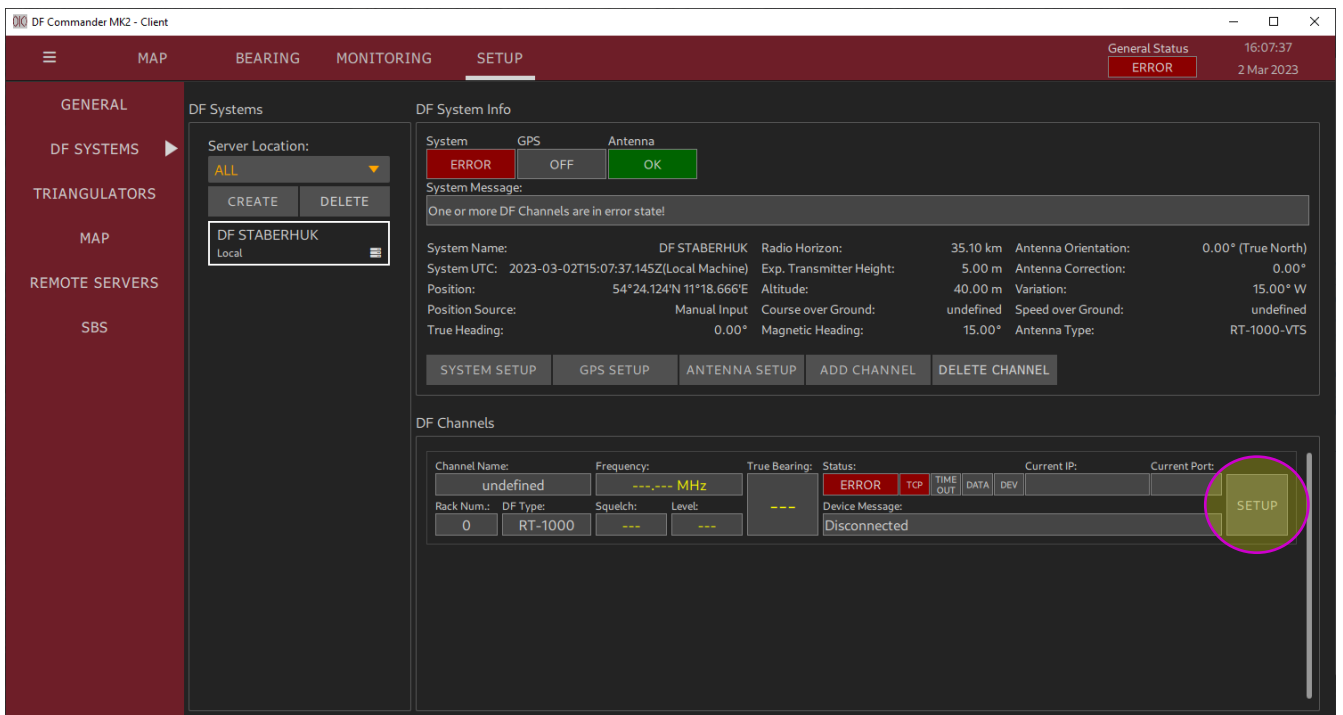 DF Commander MK2 - Client
MAP BEARING MONITORING SETUP
General Status
ERROR
16:07:37
2 Mar 2023
GENERAL
DF SYSTEMS
TRIANGULATORS
MAP
REMOTE SERVERS
SBS
DF Systems
Server Location:
ALL
CREATE DELETE
DF STABERHUK
Local
DF System Info
System GPS Antenna
ERROR OFF OK
System Message:
One or more DF Channels are in error state!
System Name: DF STABERHUK Radio Horizon: 35.10 km Antenna Orientation: 0.00° (True North)
System UTC: 2023-03-02T15:07:37.145Z(Local Machine) Exp. Transmitter Height: 5.00 m Antenna Correction: 0.00°
Position: 54°24.124'N 11°18.666'E Altitude: 40.00 m Variation: 15.00° W
Position Source: Manual Input Course over Ground: undefined Speed over Ground: undefined
True Heading: 0.00° Magnetic Heading: 15.00° Antenna Type: RT-1000-VTS
SYSTEM SETUP GPS SETUP ANTENNA SETUP ADD CHANNEL DELETE CHANNEL
DF Channels
Channel Name: Frequency: True Bearing: Status: Current IP: Current Port:
undefined ---.--- MHz --- ERROR TCP TIME OUT DATA DEV
Rack Num.: DF Type: Squelch: Level: Device Message:
0 RT-1000 --- --- Disconnected
SETUP